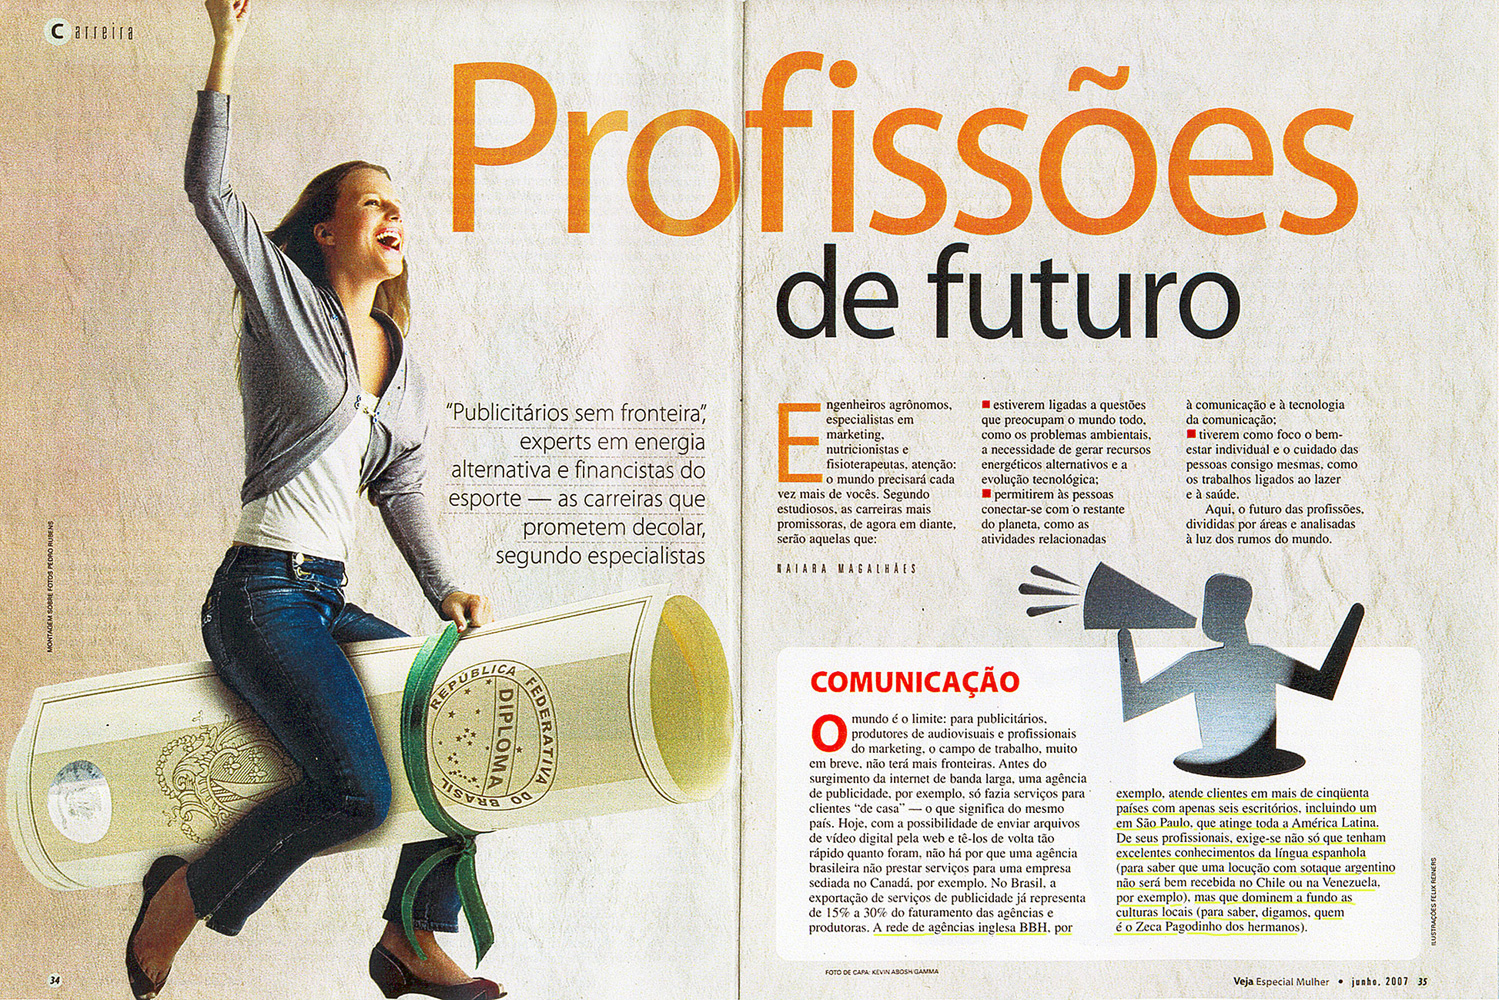 Carreira
Profissões
de futuro
"Publicitários sem fronteira",
experts em energia
alternativa e financistas do
esporte — as carreiras que
prometem decolar,
segundo especialistas
MONTAGEM SOBRE FOTOS PEDRO RUBENS
REPÚBLICA FEDERATIVA DO BRASIL
DIPLOMA
Engenheiros agrônomos,
especialistas em
marketing,
nutricionistas e
fisioterapeutas, atenção:
o mundo precisará cada
vez mais de vocês. Segundo
estudiosos, as carreiras mais
promissoras, de agora em diante,
serão aquelas que:
NAIARA MAGALHÃES
■ estiverem ligadas a questões
que preocupam o mundo todo,
como os problemas ambientais,
a necessidade de gerar recursos
energéticos alternativos e a
evolução tecnológica;
■ permitirem às pessoas
conectar-se com o restante
do planeta, como as
atividades relacionadas
à comunicação e à tecnologia
da comunicação;
■ tiverem como foco o bem-
estar individual e o cuidado das
pessoas consigo mesmas, como
os trabalhos ligados ao lazer
e à saúde.
Aqui, o futuro das profissões,
divididas por áreas e analisadas
à luz dos rumos do mundo.
COMUNICAÇÃO
O mundo é o limite: para publicitários,
produtores de audiovisuais e profissionais
do marketing, o campo de trabalho, muito
em breve, não terá mais fronteiras. Antes do
surgimento da internet de banda larga, uma agência
de publicidade, por exemplo, só fazia serviços para
clientes "de casa" — o que significa do mesmo
país. Hoje, com a possibilidade de enviar arquivos
de vídeo digital pela web e tê-los de volta tão
rápido quanto foram, não há por que uma agência
brasileira não prestar serviços para uma empresa
sediada no Canadá, por exemplo. No Brasil, a
exportação de serviços de publicidade já representa
de 15% a 30% do faturamento das agências e
produtoras. A rede de agências inglesa BBH, por
exemplo, atende clientes em mais de cinqüenta
países com apenas seis escritórios, incluindo um
em São Paulo, que atinge toda a América Latina.
De seus profissionais, exige-se não só que tenham
excelentes conhecimentos da língua espanhola
(para saber que uma locução com sotaque argentino
não será bem recebida no Chile ou na Venezuela,
por exemplo), mas que dominem a fundo as
culturas locais (para saber, digamos, quem
é o Zeca Pagodinho dos hermanos).
ILUSTRAÇÕES FELIX REINERS
FOTO DE CAPA: KEVIN ABOSH/GAMMA
34
Veja Especial Mulher • junho, 2007 35